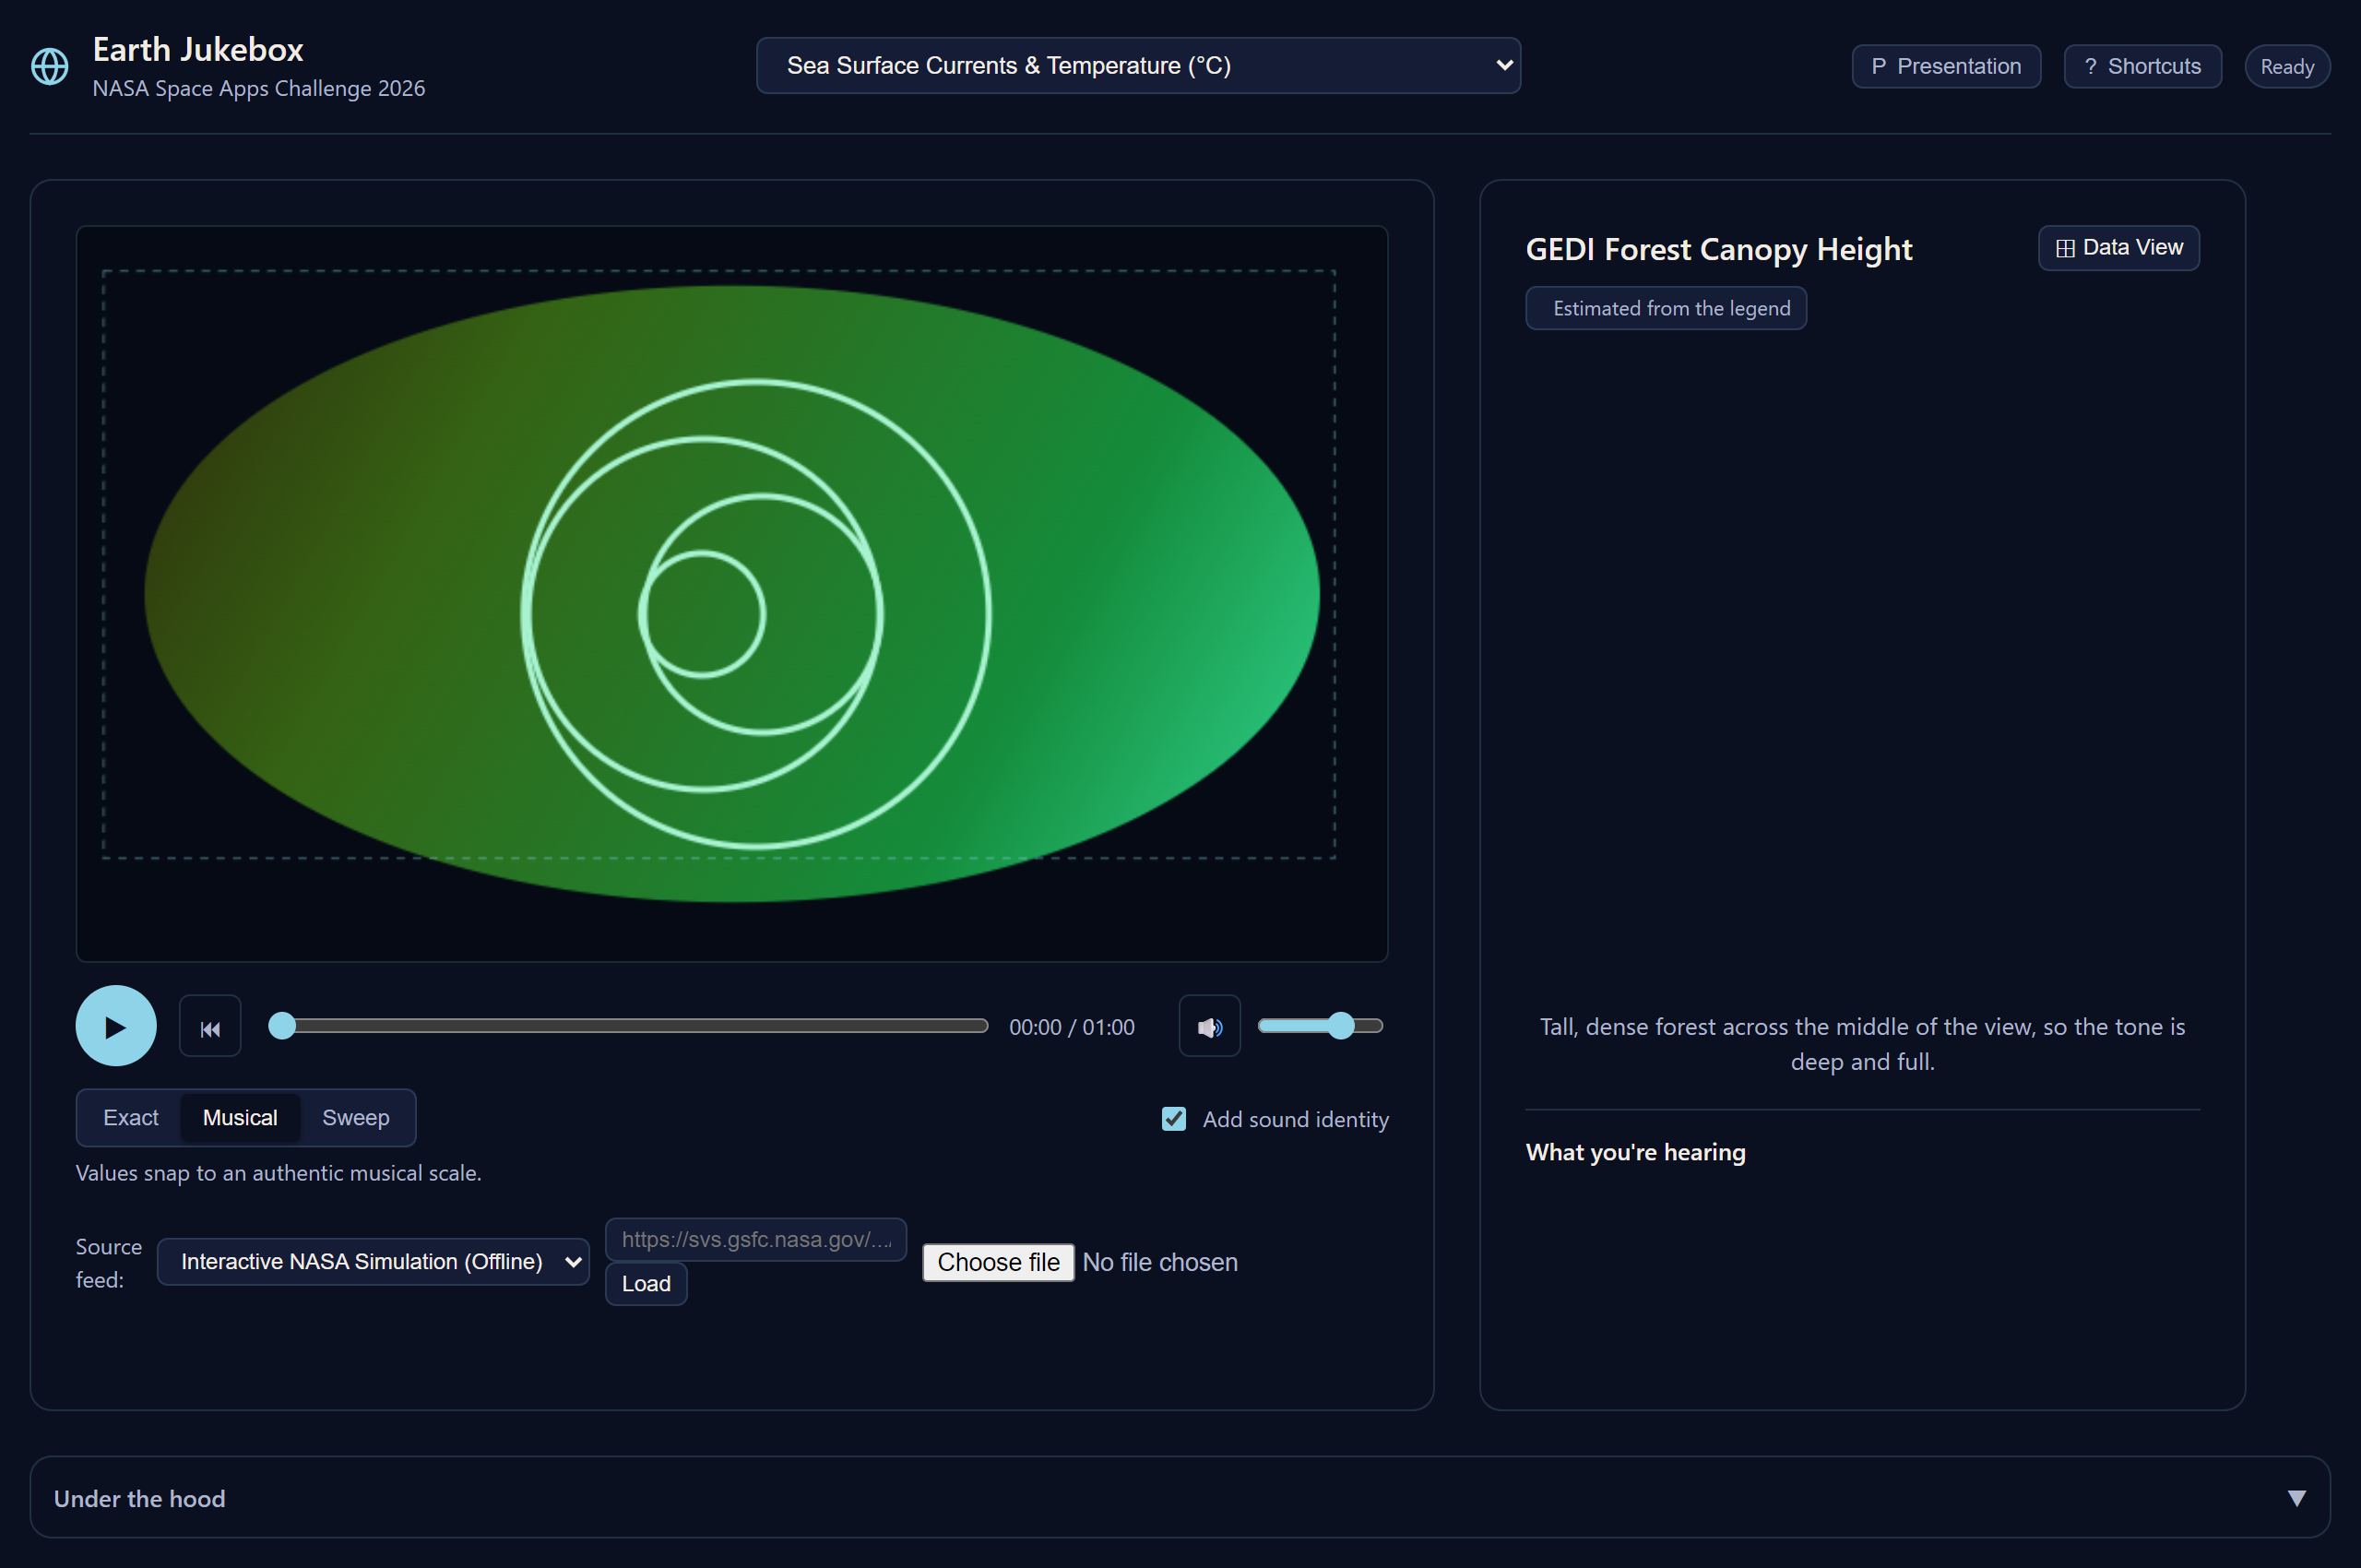 Earth Jukebox
NASA Space Apps Challenge 2026
Sea Surface Currents & Temperature (°C)
P Presentation
? Shortcuts
Ready
GEDI Forest Canopy Height
Data View
Estimated from the legend
00:00 / 01:00
Tall, dense forest across the middle of the view, so the tone is
deep and full.
Exact Musical Sweep
Add sound identity
Values snap to an authentic musical scale.
What you're hearing
Source
feed:
Interactive NASA Simulation (Offline)
https://svs.gsfc.nasa.gov/.../
Load
Choose file No file chosen
Under the hood